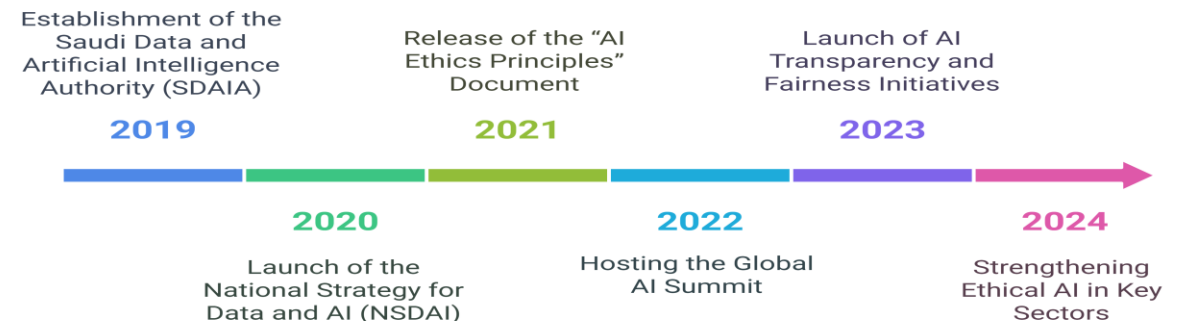 Establishment of the
Saudi Data and
Artificial Intelligence
Authority (SDAIA)
2019
Launch of the
National Strategy for
Data and AI (NSDAI)
2020
Release of the “AI
Ethics Principles”
Document
2021
Hosting the Global
AI Summit
2022
Launch of AI
Transparency and
Fairness Initiatives
2023
2024
Strengthening
Ethical AI in Key
Sectors